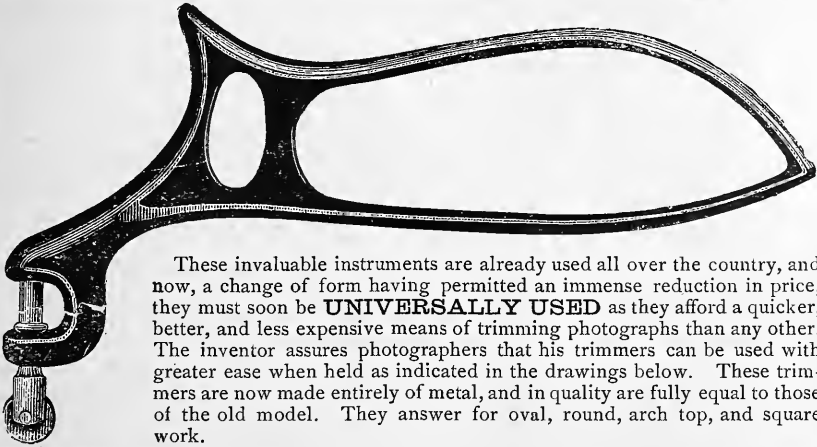 These invaluable instruments are already used all over the country, and
now, a change of form having permitted an immense reduction in price,
they must soon be UNIVERSALLY USED as they afford a quicker,
better, and less expensive means of trimming photographs than any other.
The inventor assures photographers that his trimmers can be used with
greater ease when held as indicated in the drawings below. These trim-
mers are now made entirely of metal, and in quality are fully equal to those
of the old model. They answer for oval, round, arch top, and square
work.